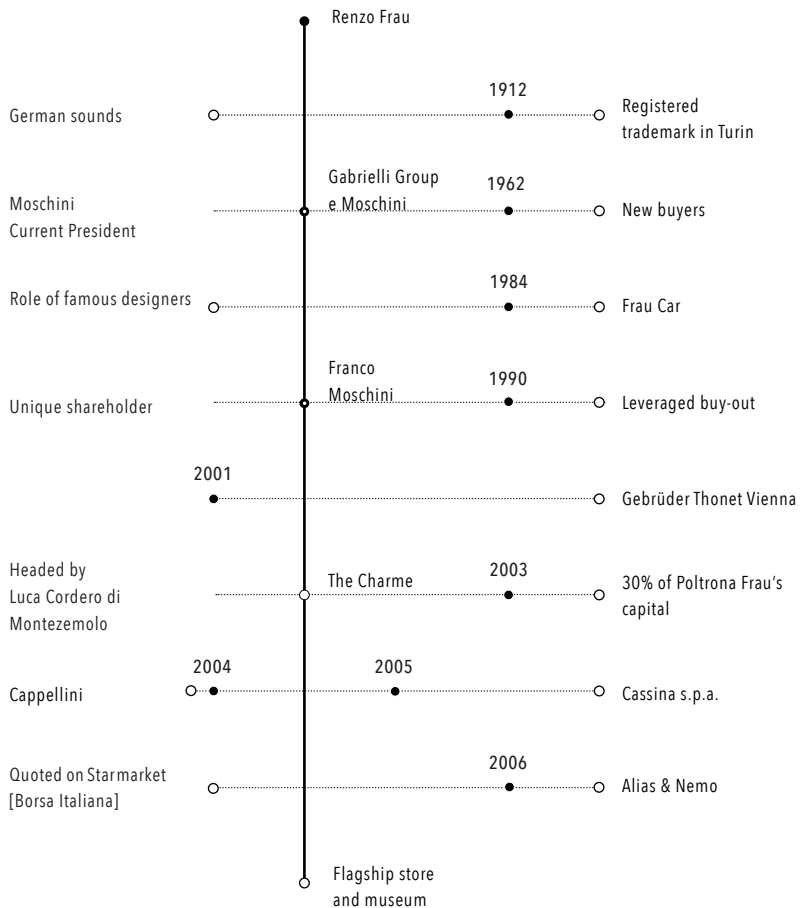 Renzo Frau
1912
German sounds
Registered
trademark in Turin
Gabrielli Group
e Moschini
1962
Moschini
Current President
New buyers
1984
Role of famous designers
Frau Car
Franco
Moschini
1990
Unique shareholder
Leveraged buy-out
2001
Gebrüder Thonet Vienna
Headed by
Luca Cordero di
Montezemolo
The Charme
2003
30% of Poltrona Frau's
capital
2004
2005
Cappellini
Cassina s.p.a.
Quoted on Starmarket
[Borsa Italiana]
2006
Alias & Nemo
Flagship store
and museum